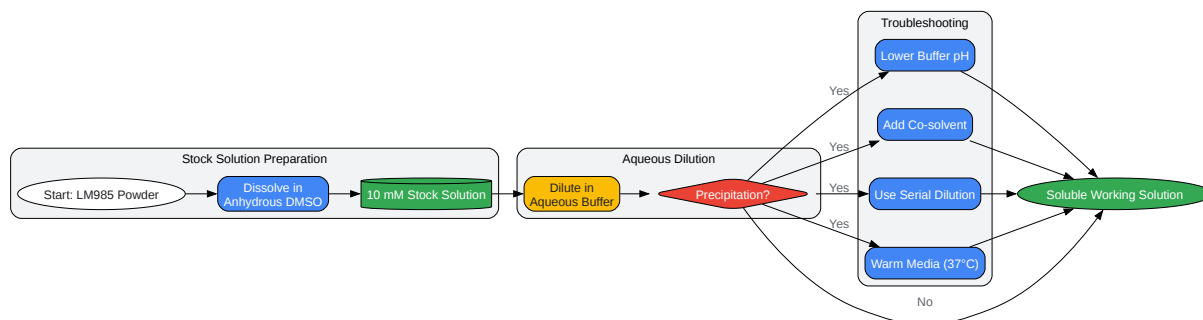 Stock Solution Preparation
Start: LM985 Powder
Dissolve in
Anhydrous DMSO
10 mM Stock Solution
Aqueous Dilution
Dilute in
Aqueous Buffer
Precipitation?
Yes
Yes
Yes
Yes
No
Troubleshooting
Lower Buffer pH
Add Co-solvent
Use Serial Dilution
Warm Media (37°C)
Soluble Working Solution